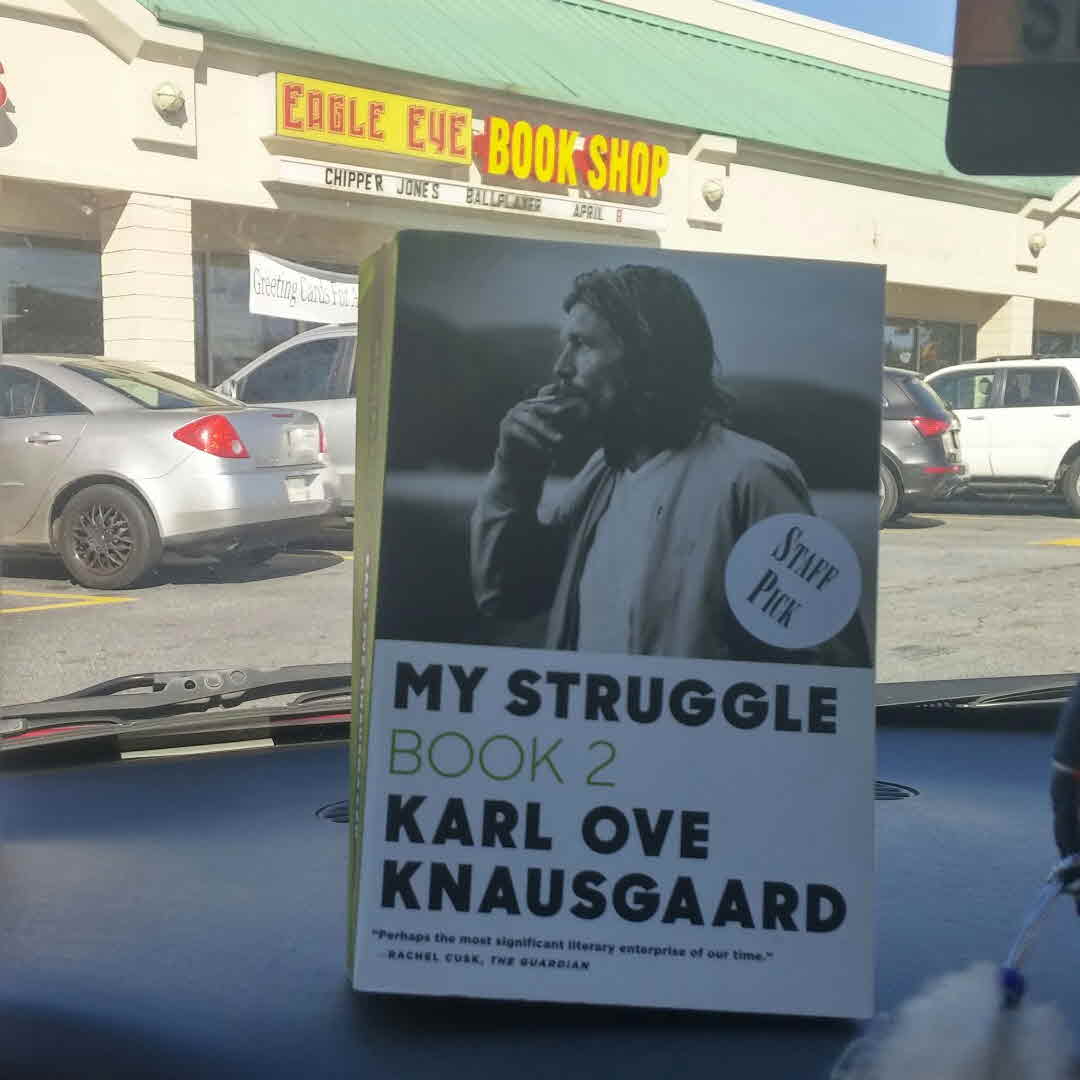 EAGLE EYE BOOK SHOP
CHIPPER JONES BALLPLAYER APRIL 8
Greeting Cards For
STAFF
PICK
MY STRUGGLE
BOOK 2
KARL OVE
KNAUSGAARD
"Perhaps the most significant literary enterprise of our time."
—RACHEL CUSK, THE GUARDIAN